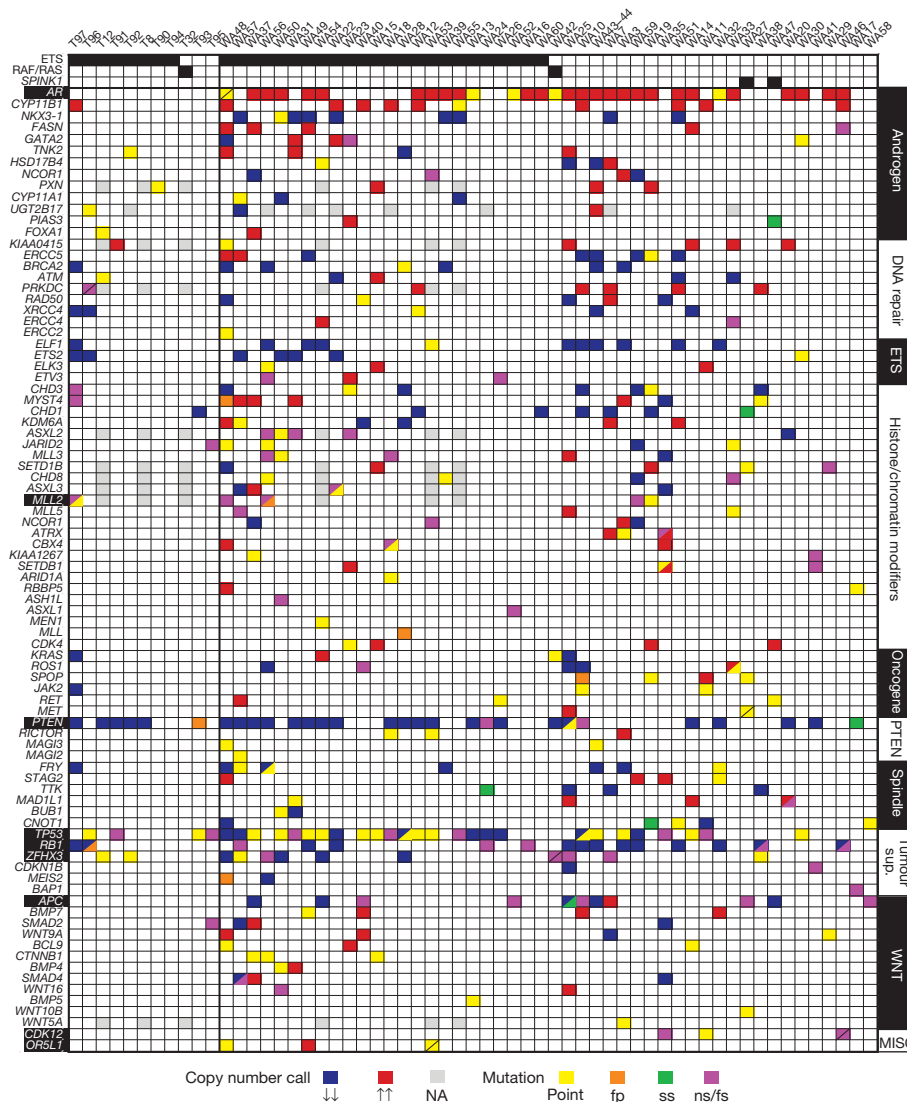 T97 T96 T12 T91 T92 T8 T90 T94 T32 T93 T95 WA48 WA57 WA37 WA56 WA50 WA31 WA49 WA54 WA22 WA23 WA40 WA15 WA18 WA28 WA12 WA53 WA39 WA55 WA13 WA24 WA26 WA52 WA16 WA60 WA42 WA25 WA10 WA43–44 WA7 WA3 WA59 WA19 WA35 WA51 WA14 WA11 WA32 WA33 WA27 WA38 WA47 WA20 WA30 WA41 WA29 WA46 WA17 WA58
ETS
RAF/RAS
SPINK1
AR
CYP11B1
NKX3-1
FASN
GATA2
TNK2
HSD17B4
NCOR1
PXN
CYP11A1
UGT2B17
PIAS3
FOXA1
Androgen
KIAA0415
ERCC5
BRCA2
ATM
PRKDC
RAD50
XRCC4
ERCC4
ERCC2
DNA repair
ELF1
ETS2
ELK3
ETV3
ETS
CHD3
MYST4
CHD1
KDM6A
ASXL2
JARID2
MLL3
SETD1B
CHD8
ASXL3
MLL2
MLL5
NCOR1
ATRX
CBX4
KIAA1267
SETDB1
ARID1A
RBBP5
ASH1L
ASXL1
MEN1
MLL
CDK4
Histone/chromatin modifiers
KRAS
ROS1
SPOP
JAK2
RET
MET
Oncogene
PTEN
RICTOR
MAGI3
MAGI2
PTEN
FRY
STAG2
TTK
MAD1L1
BUB1
CNOT1
Spindle
TP53
RB1
ZFHX3
CDKN1B
MEIS2
BAP1
Tumour
sup.
APC
BMP7
SMAD2
WNT9A
BCL9
CTNNB1
BMP4
SMAD4
WNT16
BMP5
WNT10B
WNT5A
WNT
CDK12
OR5L1
MISC
Copy number call ↓↓ ↑↑ NA
Mutation Point fp ss ns/fs